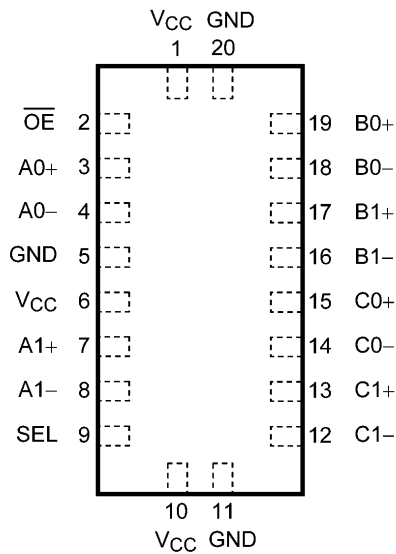 VCC GND
1 20
OE 2 19 B0+
A0+ 3 18 B0−
A0− 4 17 B1+
GND 5 16 B1−
VCC 6 15 C0+
A1+ 7 14 C0−
A1− 8 13 C1+
SEL 9 12 C1−
10 11
VCC GND